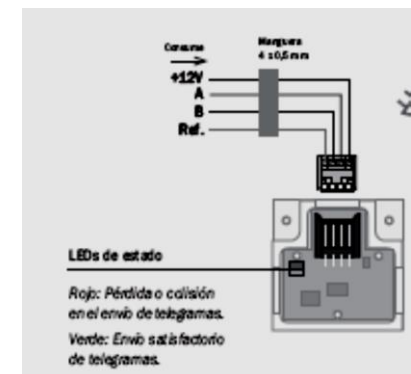 Consumo
Manguera
4 x 0,5 mm
+12V
A
B
Ref.
LEDs de estado
Rojo: Pérdida o colisión
en el envío de telegramas.
Verde: Envío satisfactorio
de telegramas.